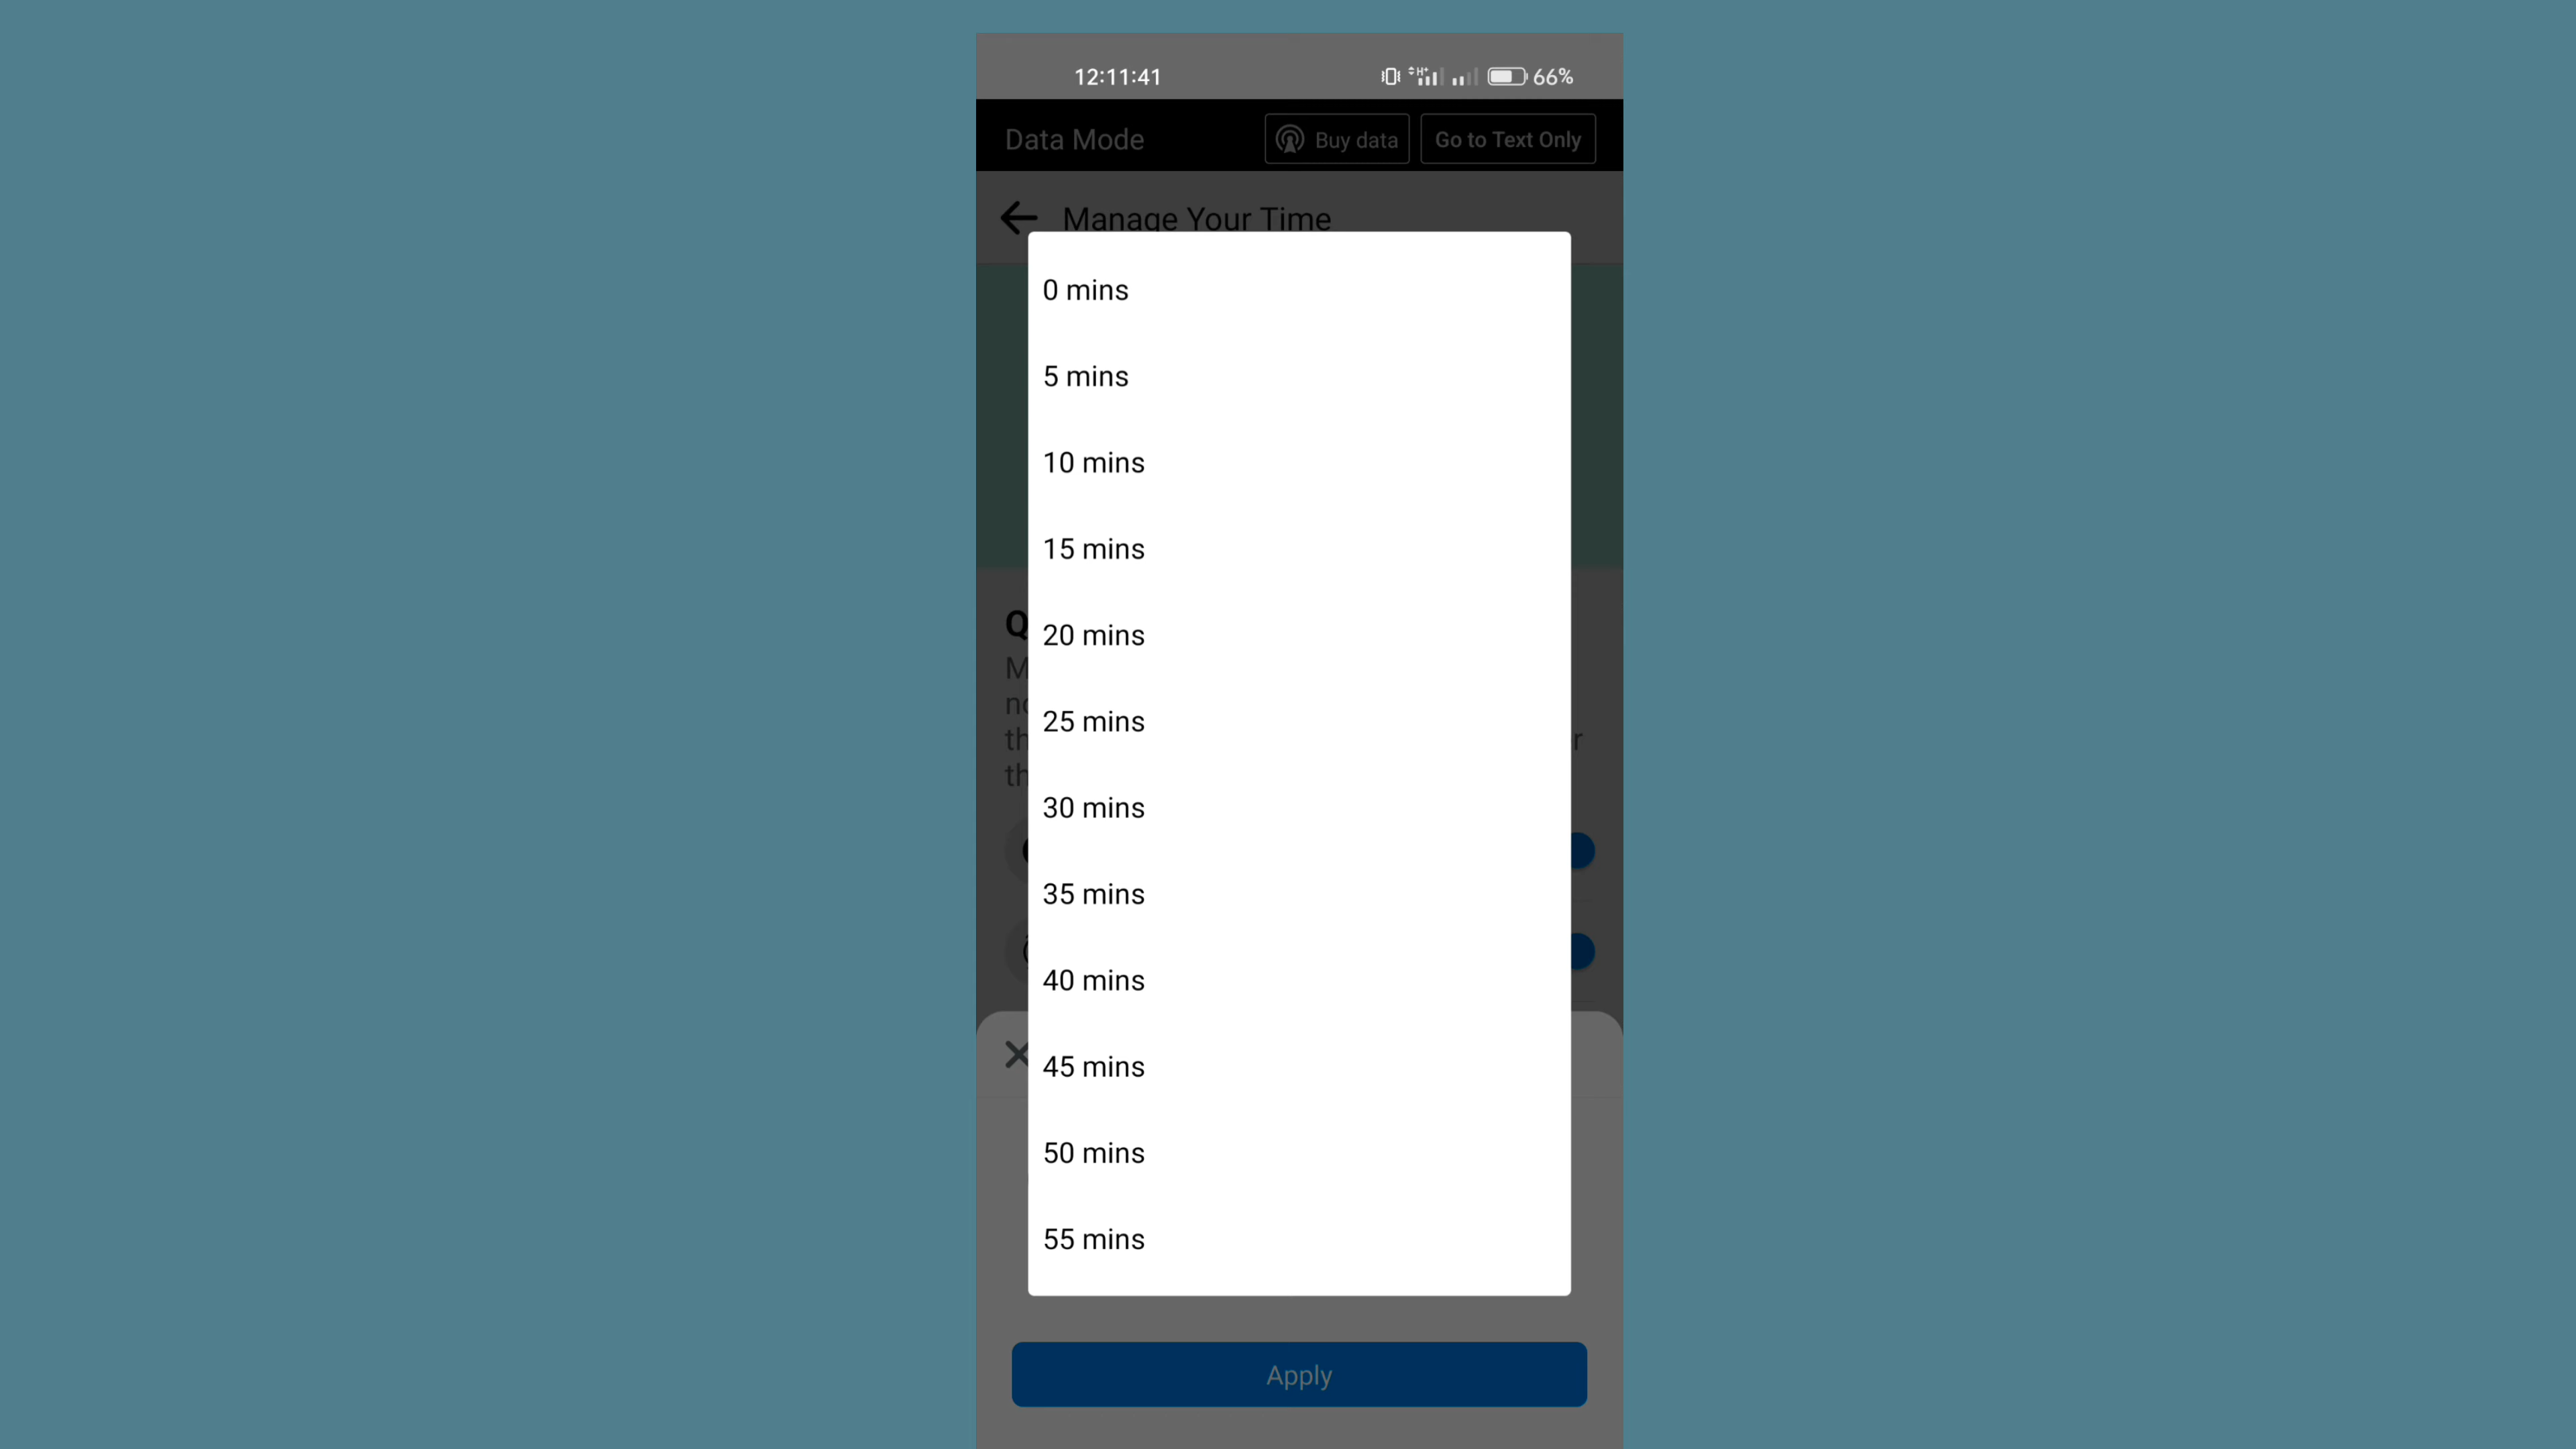 12:11:41 66%
Data Mode Buy data Go to Text Only
Manage Your Time
0 mins
5 mins
10 mins
15 mins
20 mins
25 mins
30 mins
35 mins
40 mins
45 mins
50 mins
55 mins
Apply